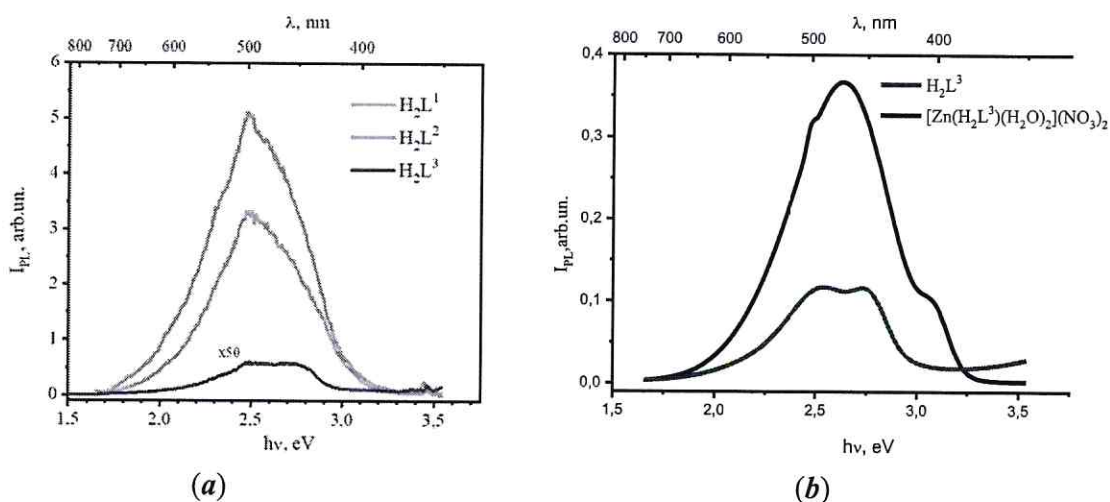 λ, nm
800 700 600 500 400
6
5
4
3
2
1
0
I_PL, arb.un.
H₂L¹
H₂L²
H₂L³
x50
1,5 2,0 2,5 3,0 3,5
hν, eV
(a)
λ, nm
800 700 600 500 400
0,4
0,3
0,2
0,1
0,0
I_PL, arb.un.
H₂L³
[Zn(H₂L³)(H₂O)₂](NO₃)₂
2,0 2,5 3,0 3,5
hν, eV
(b)